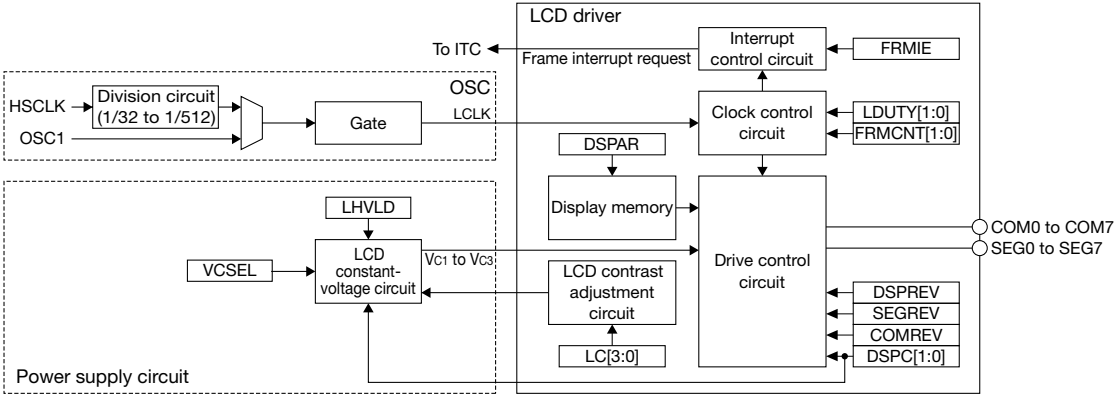 LCD driver
To ITC
Frame interrupt request
Interrupt
control circuit
FRMIE
OSC
HSCLK
Division circuit
(1/32 to 1/512)
OSC1
Gate
LCLK
Clock control
circuit
LDUTY[1:0]
FRMCNT[1:0]
DSPAR
Display memory
LHVLD
VCSEL
LCD
constant-
voltage circuit
VC1 to VC3
LCD contrast
adjustment
circuit
LC[3:0]
Drive control
circuit
COM0 to COM7
SEG0 to SEG7
DSPREV
SEGREV
COMREV
DSPC[1:0]
Power supply circuit